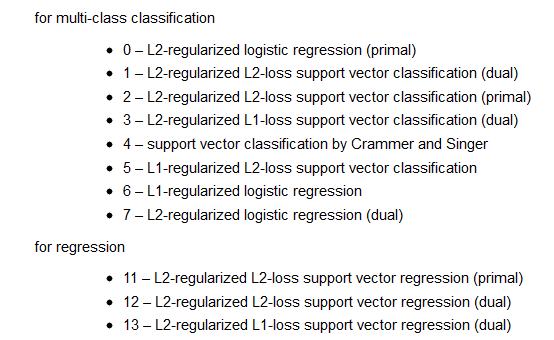 for multi-class classification
• 0 – L2-regularized logistic regression (primal)
• 1 – L2-regularized L2-loss support vector classification (dual)
• 2 – L2-regularized L2-loss support vector classification (primal)
• 3 – L2-regularized L1-loss support vector classification (dual)
• 4 – support vector classification by Crammer and Singer
• 5 – L1-regularized L2-loss support vector classification
• 6 – L1-regularized logistic regression
• 7 – L2-regularized logistic regression (dual)
for regression
• 11 – L2-regularized L2-loss support vector regression (primal)
• 12 – L2-regularized L2-loss support vector regression (dual)
• 13 – L2-regularized L1-loss support vector regression (dual)